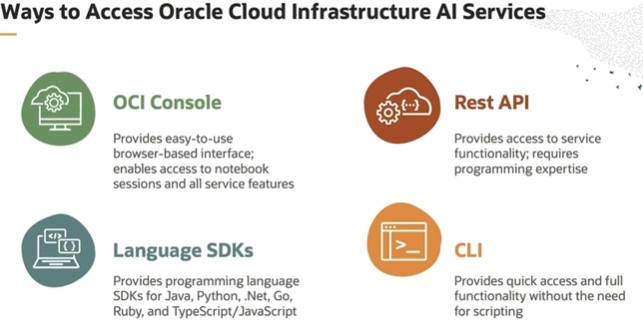 Ways to Access Oracle Cloud Infrastructure AI Services
OCI Console
Provides easy-to-use
browser-based interface;
enables access to notebook
sessions and all service features
Rest API
Provides access to service
functionality; requires
programming expertise
Language SDKs
Provides programming language
SDKs for Java, Python, .Net, Go,
Ruby, and TypeScript/JavaScript
CLI
Provides quick access and full
functionality without the need
for scripting